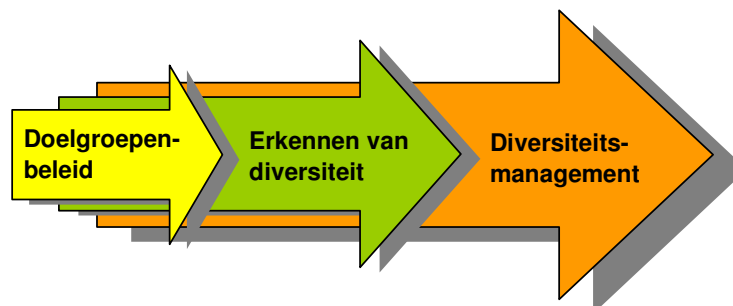 Doelgroepen-
beleid
Erkennen van
diversiteit
Diversiteits-
management